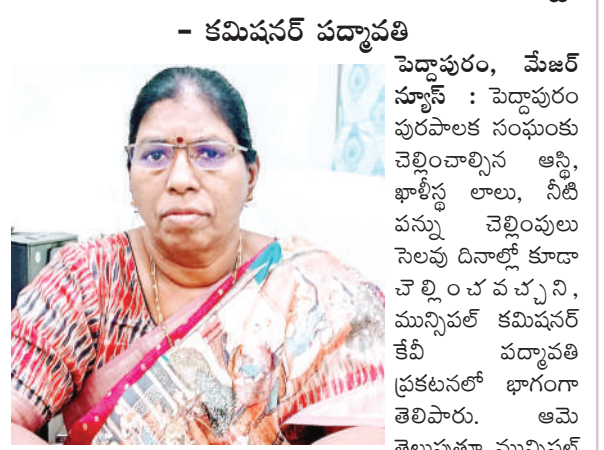 - కమిషనర్ పద్మావతి
పెద్దాపురం, మేజర్
న్యూస్ : పెద్దాపురం
పురపాలక సంఘంకు
చెల్లించాల్సిన ఆస్థి,
ఖాళీస్థ లాలు, నీటి
పన్ను చెల్లింపులు
సెలవు దినాల్లో కూడా
చెల్లించవచ్చని,
మున్సిపల్ కమిషనర్
కేవీ పద్మావతి
ప్రకటనలో భాగంగా
తెలిపారు. ఆమె